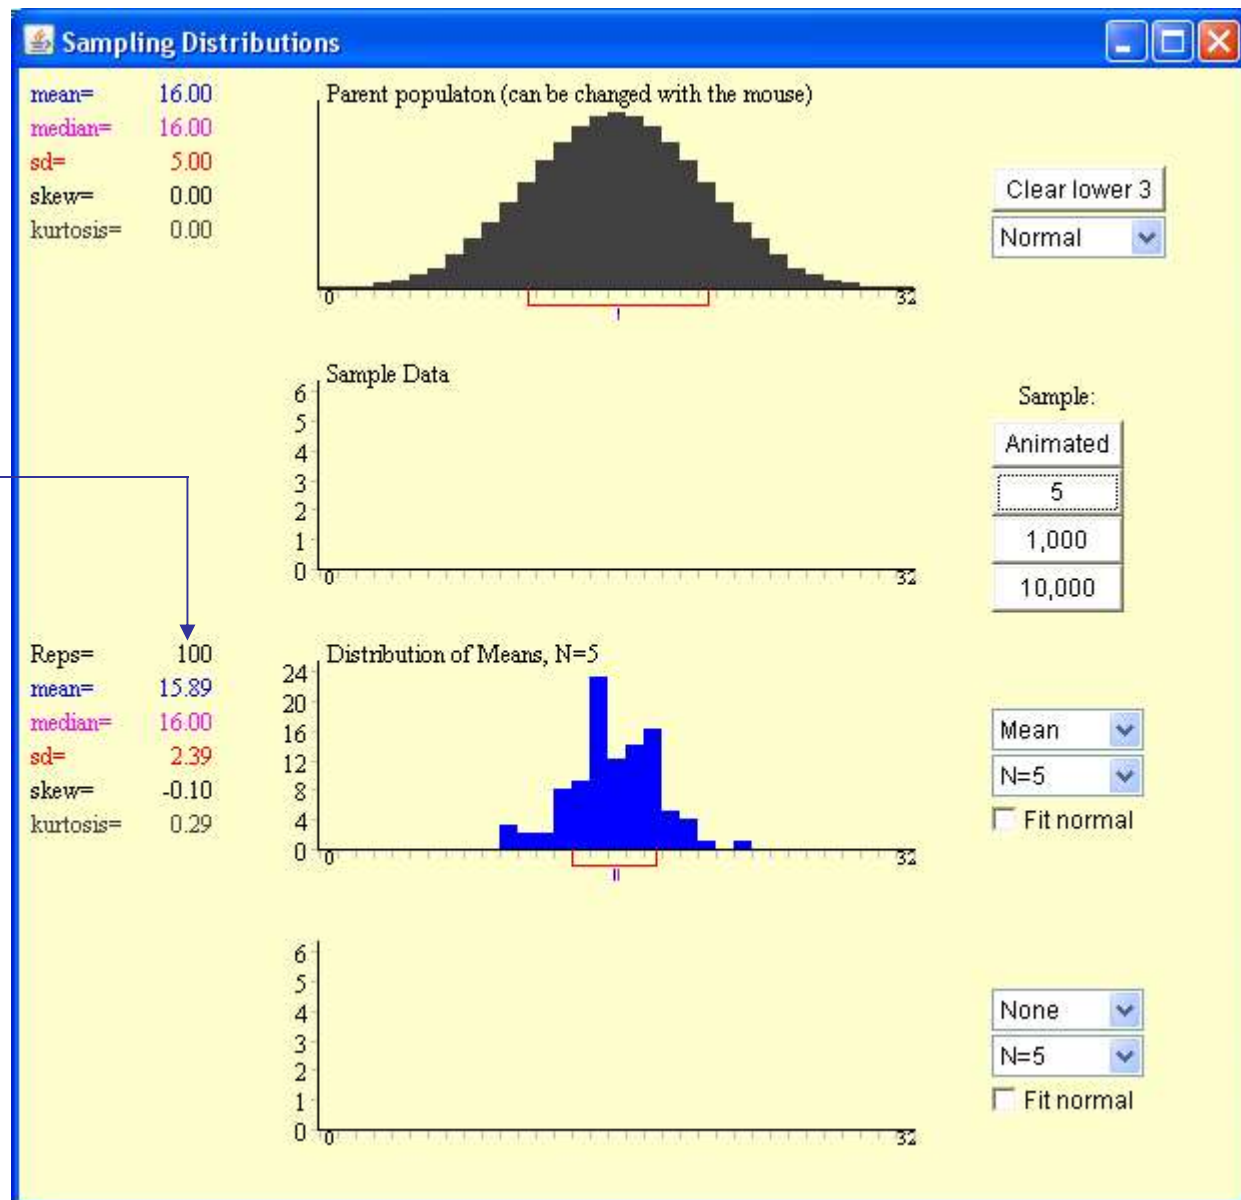 Sampling Distributions
mean= 16.00
median= 16.00
sd= 5.00
skew= 0.00
kurtosis= 0.00
Parent populaton (can be changed with the mouse)
0 32
Clear lower 3
Normal
Sample Data
6
5
4
3
2
1
0
0 32
Sample:
Animated
5
1,000
10,000
Reps= 100
mean= 15.89
median= 16.00
sd= 2.39
skew= -0.10
kurtosis= 0.29
Distribution of Means, N=5
24
20
16
12
8
4
0
0 32
Mean
N=5
Fit normal
6
5
4
3
2
1
0
0 32
None
N=5
Fit normal